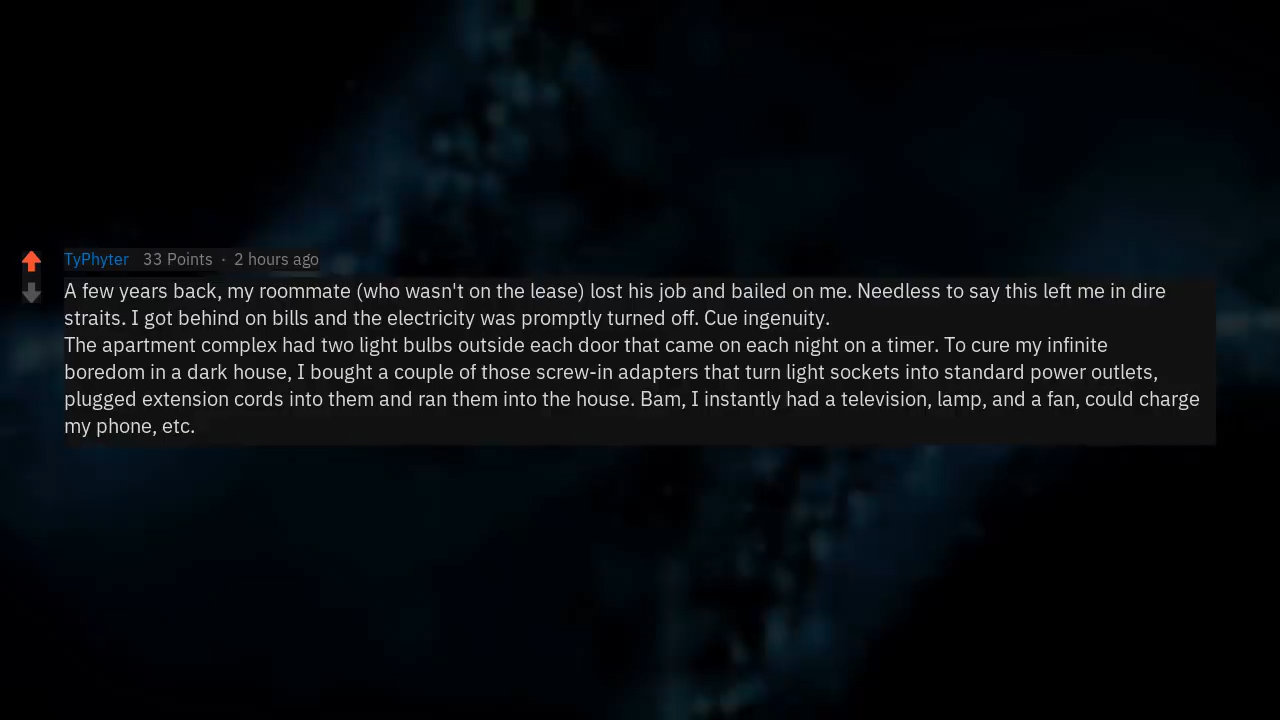 TyPhyter 33 Points · 2 hours ago
A few years back, my roommate (who wasn't on the lease) lost his job and bailed on me. Needless to say this left me in dire
straits. I got behind on bills and the electricity was promptly turned off. Cue ingenuity.
The apartment complex had two light bulbs outside each door that came on each night on a timer. To cure my infinite
boredom in a dark house, I bought a couple of those screw-in adapters that turn light sockets into standard power outlets,
plugged extension cords into them and ran them into the house. Bam, I instantly had a television, lamp, and a fan, could charge
my phone, etc.